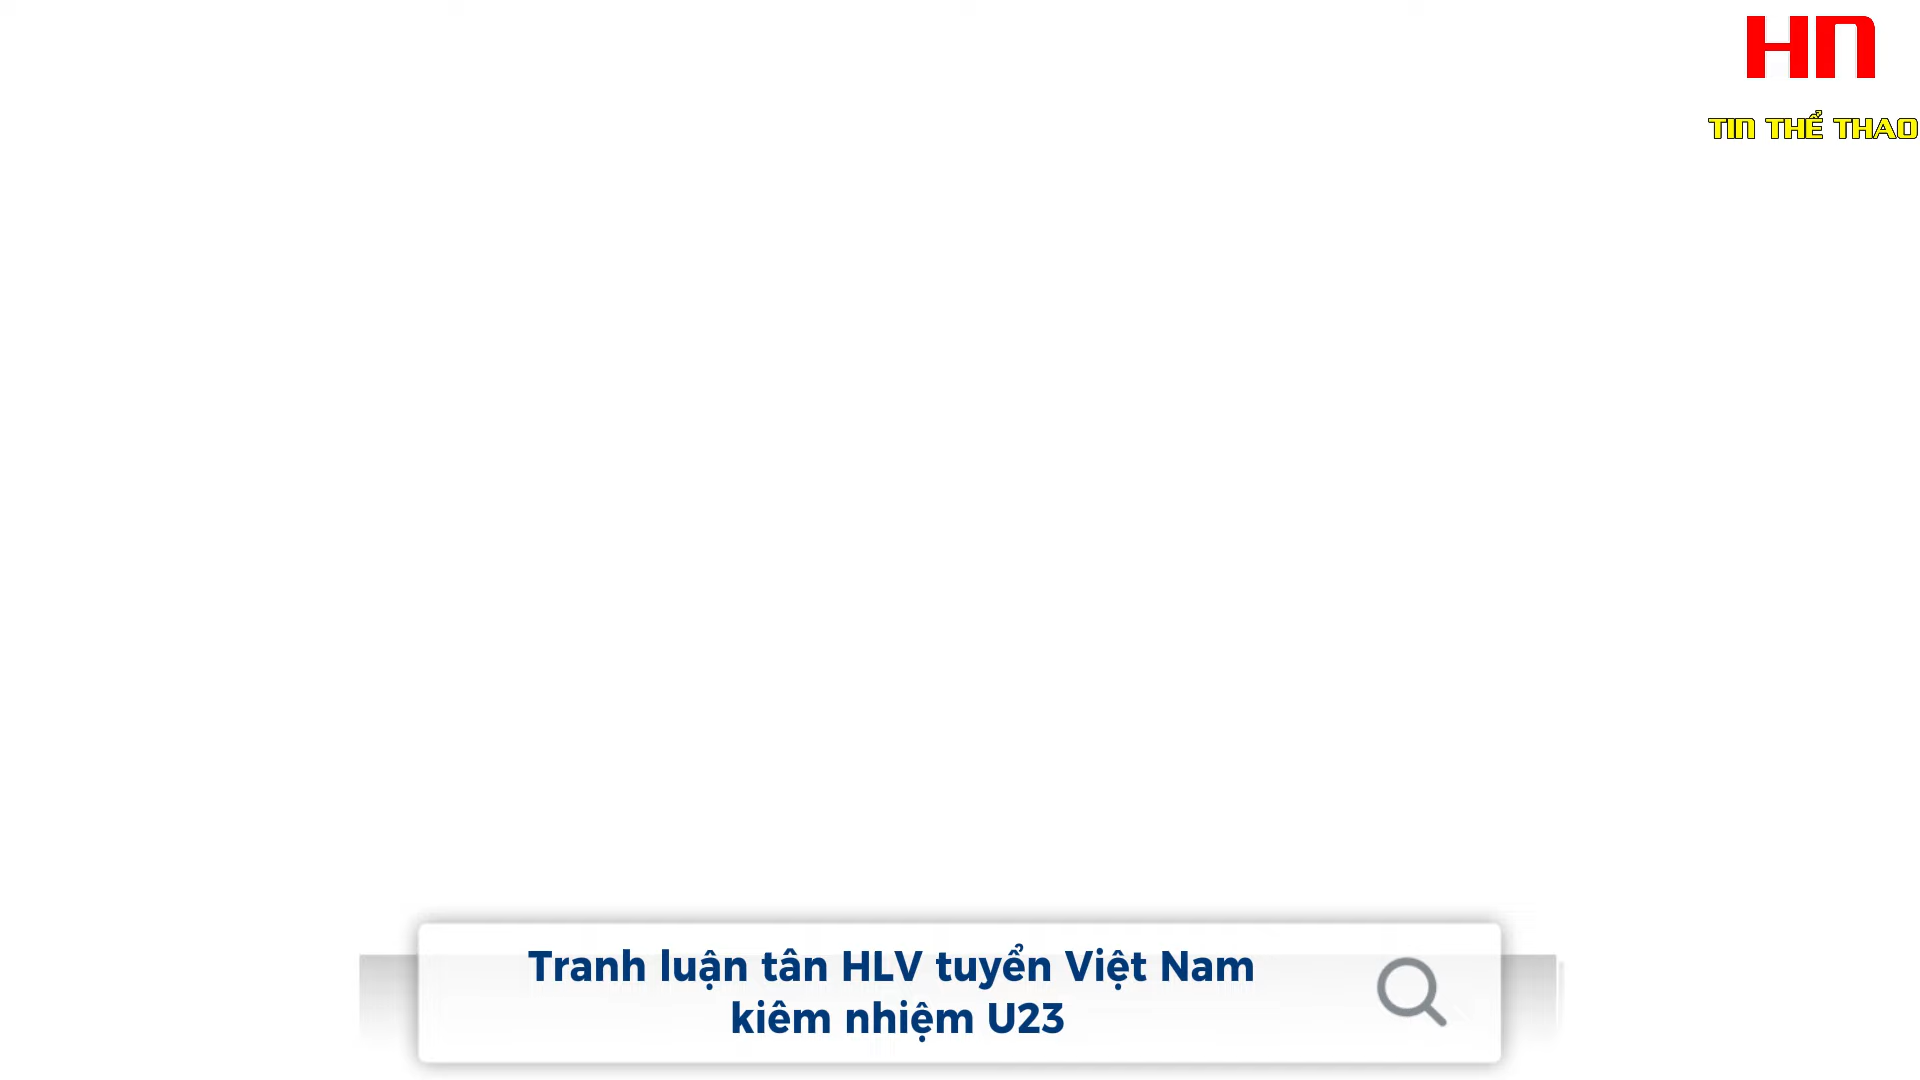 HN
TIN THỂ THAO
Tranh luận tân HLV tuyển Việt Nam
kiêm nhiệm U23